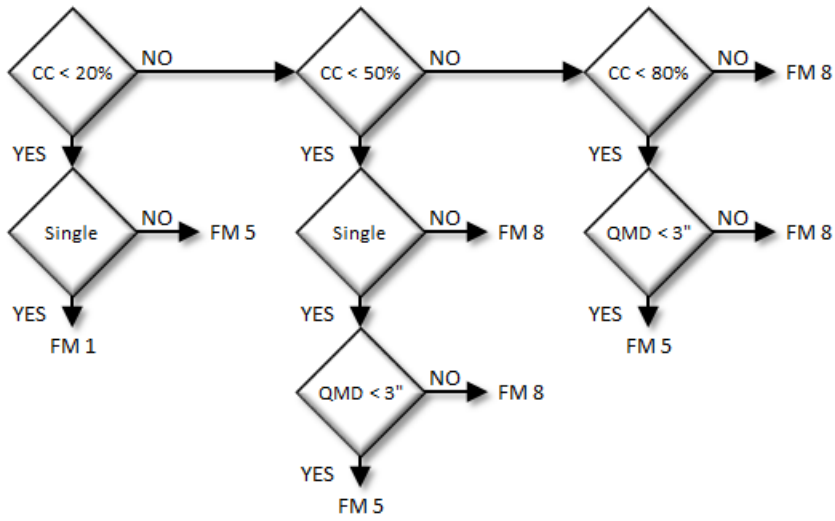 CC < 20%
NO
CC < 50%
NO
CC < 80%
NO
FM 8
YES
YES
YES
Single
NO
FM 5
Single
NO
FM 8
QMD < 3"
NO
FM 8
YES
FM 1
YES
YES
FM 5
QMD < 3"
NO
FM 8
YES
FM 5